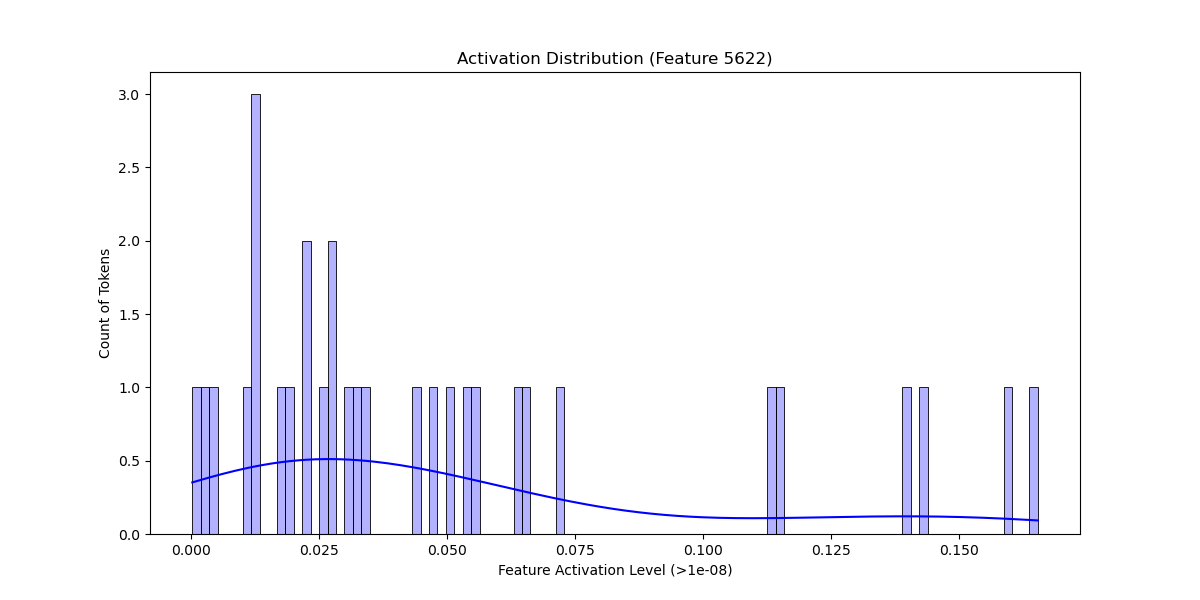 Activation Distribution (Feature 5622)
3.0
2.5
2.0
1.5
1.0
0.5
0.0
Count of Tokens
0.000 0.025 0.050 0.075 0.100 0.125 0.150
Feature Activation Level (>1e-08)